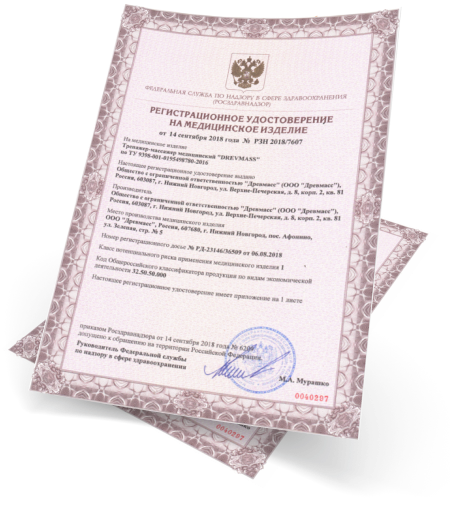 ФЕДЕРАЛЬНАЯ СЛУЖБА ПО НАДЗОРУ В СФЕРЕ ЗДРАВООХРАНЕНИЯ
(РОСЗДРАВНАДЗОР)
РЕГИСТРАЦИОННОЕ УДОСТОВЕРЕНИЕ
НА МЕДИЦИНСКОЕ ИЗДЕЛИЕ
от 14 сентября 2018 года № РЗН 2018/7607
На медицинское изделие
Тренажер-массажер медицинский "DREVMASS"
по ТУ 9398-001-0195498780-2016
Настоящее регистрационное удостоверение выдано
Общество с ограниченной ответственностью "Древмасс" (ООО "Древмасс"),
Россия, 603087, г. Нижний Новгород, ул. Верхне-Печерская, д. 8, корп. 2, кв. 81
Производитель
Общество с ограниченной ответственностью "Древмасс" (ООО "Древмасс"),
Россия, 603087, г. Нижний Новгород, ул. Верхне-Печерская, д. 8, корп. 2, кв. 81
Место производства медицинского изделия
ООО "Древмасс", Россия, 607680, г. Нижний Новгород, пос. Афонино,
ул. Зеленая, стр. № 5
Номер регистрационного досье № РД-23146/36509 от 06.08.2018
Класс потенциального риска применения медицинского изделия 1
Код Общероссийского классификатора продукции по видам экономической
деятельности 32.50.50.000
Настоящее регистрационное удостоверение имеет приложение на 1 листе
приказом Росздравнадзора от 14 сентября 2018 года №
допущено к обращению на территории Российской Федерации.
Руководитель Федеральной службы
по надзору в сфере здравоохранения
М.А. Мурашко
0040297